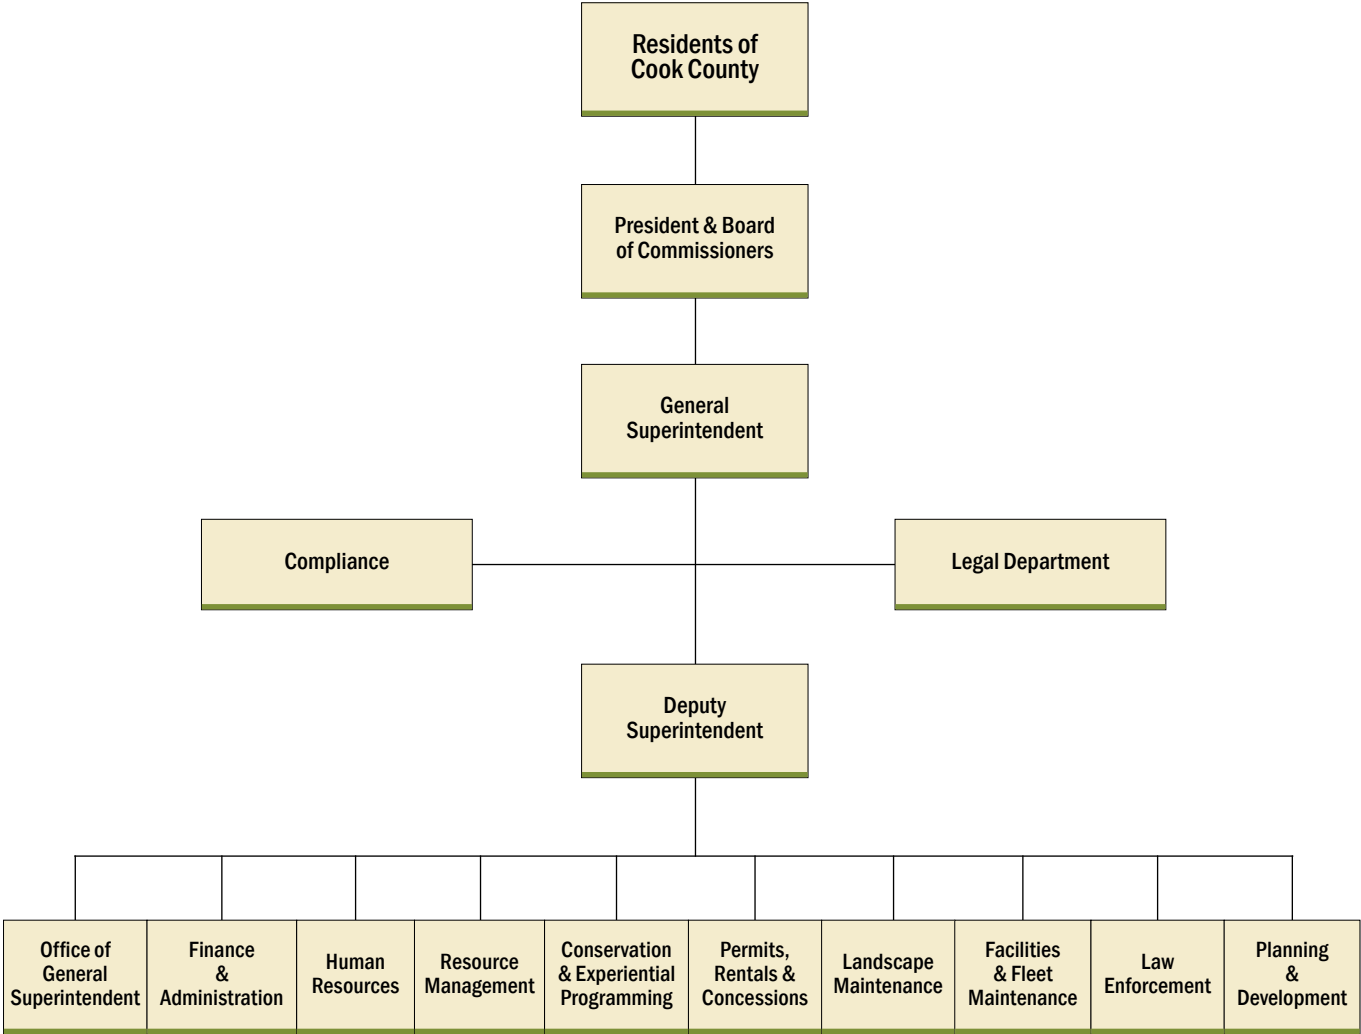 Residents of
Cook County
President & Board
of Commissioners
General
Superintendent
Compliance
Legal Department
Deputy
Superintendent
Office of
General
Superintendent
Finance
&
Administration
Human
Resources
Resource
Management
Conservation
& Experiential
Programming
Permits,
Rentals &
Concessions
Landscape
Maintenance
Facilities
& Fleet
Maintenance
Law
Enforcement
Planning
&
Development